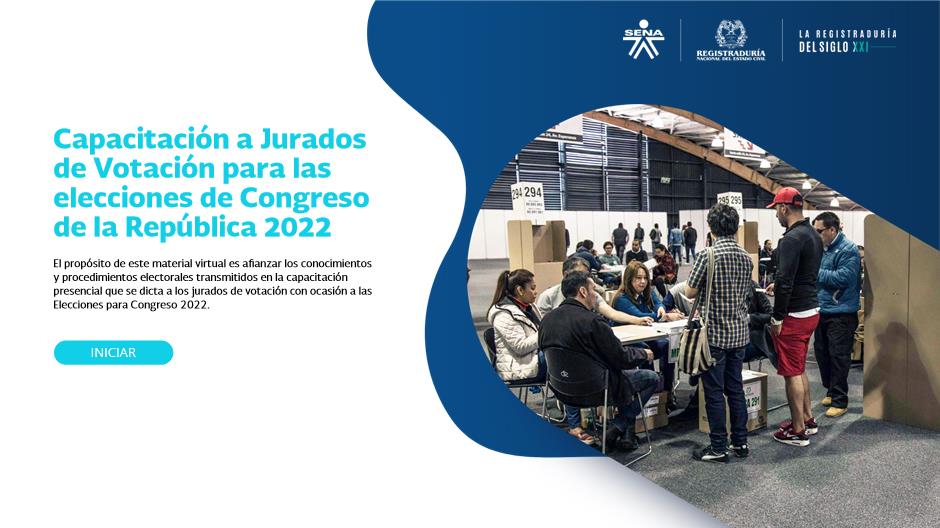 SENA
REGISTRADURÍA
NACIONAL DEL ESTADO CIVIL
LA REGISTRADURÍA
DEL SIGLO XXI
Capacitación a Jurados
de Votación para las
elecciones de Congreso
de la República 2022
El propósito de este material virtual es afianzar los conocimientos
y procedimientos electorales transmitidos en la capacitación
presencial que se dicta a los jurados de votación con ocasión a las
Elecciones para Congreso 2022.
INICIAR
294 294
295 295
291